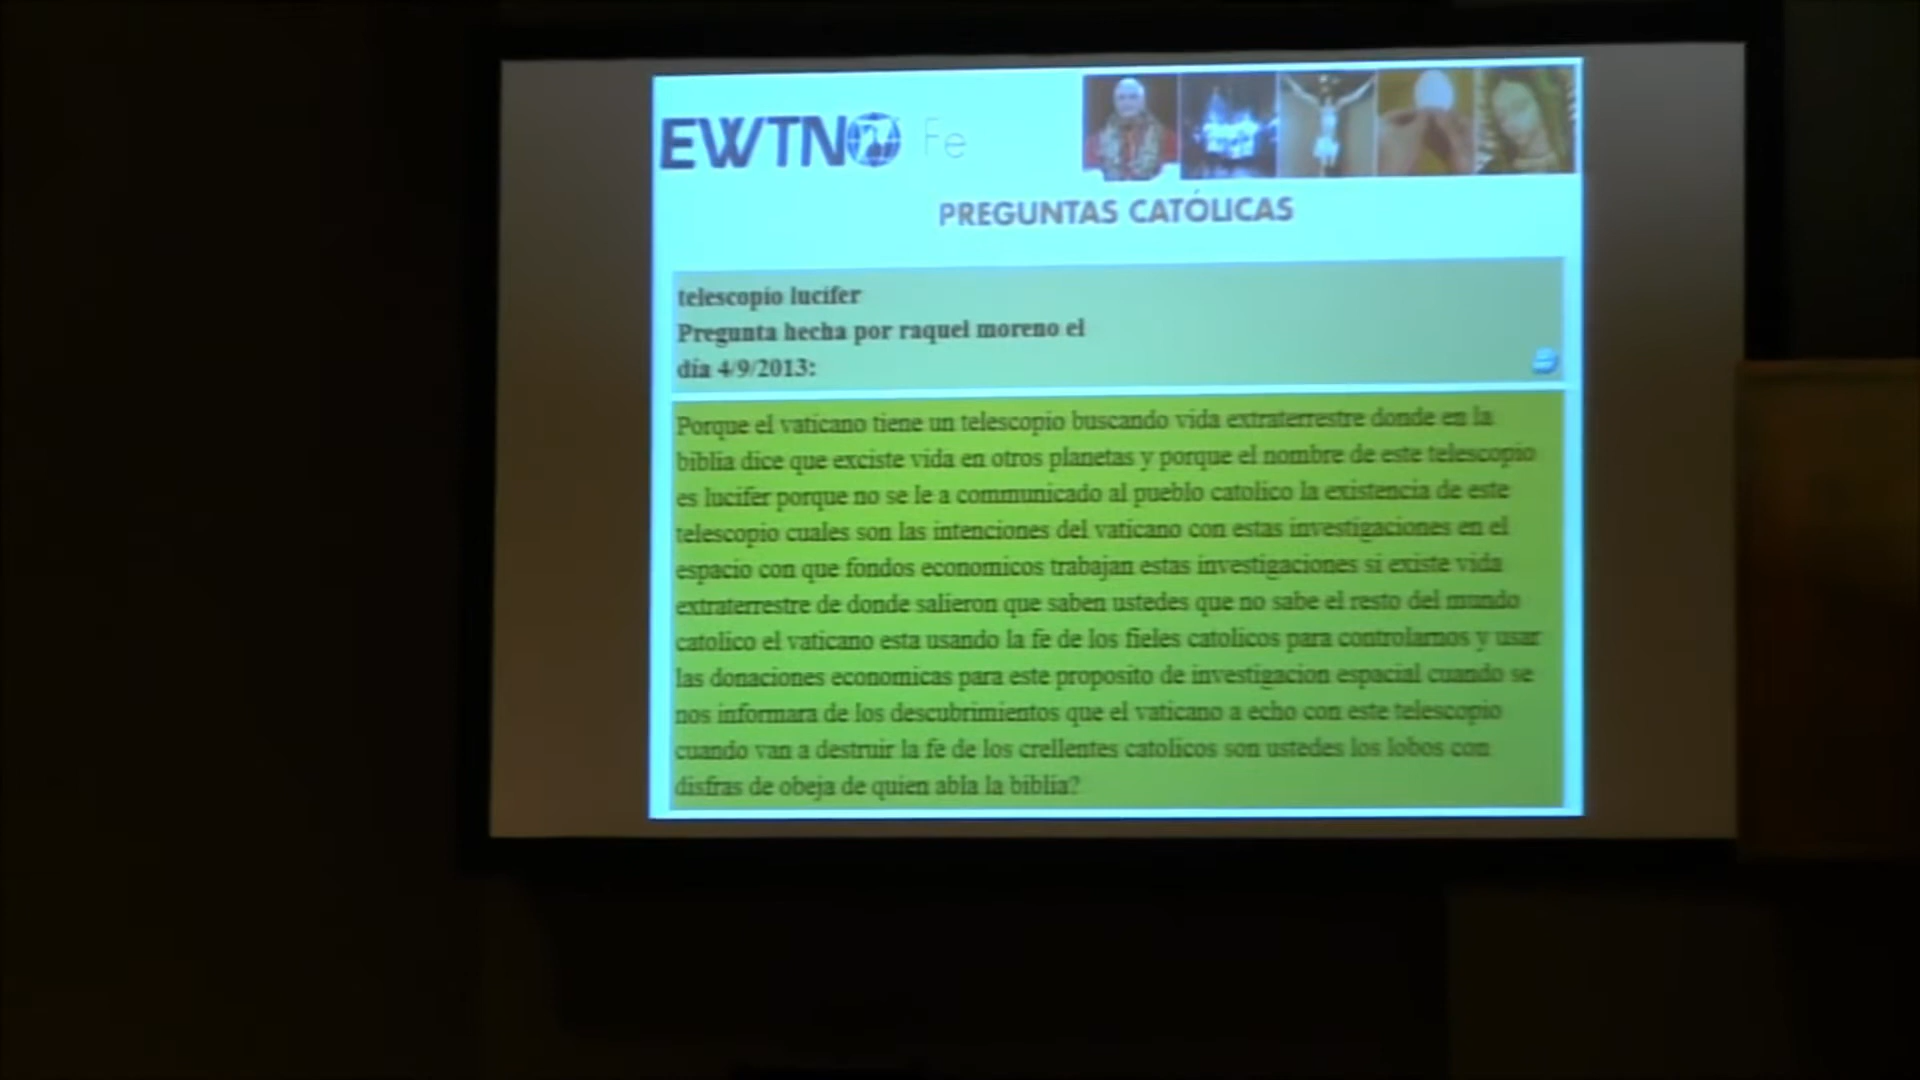 EWTN Fe
PREGUNTAS CATÓLICAS
telescopio lucifer
Pregunta hecha por raquel moreno el
día 4/9/2013:
Porque el vaticano tiene un telescopio buscando vida extraterrestre donde en la
biblia dice que exciste vida en otros planetas y porque el nombre de este telescopio
es lucifer porque no se le a communicado al pueblo catolico la existencia de este
telescopio cuales son las intenciones del vaticano con estas investigaciones en el
espacio con que fondos economicos trabajan estas investigaciones si existe vida
extraterrestre de donde salieron que saben ustedes que no sabe el resto del mundo
catolico el vaticano esta usando la fe de los fieles catolicos para controlarnos y usar
las donaciones economicas para este proposito de investigacion espacial cuando se
nos informara de los descubrimientos que el vaticano a echo con este telescopio
cuando van a destruir la fe de los crellentes catolicos son ustedes los lobos con
disfras de obeja de quien abla la biblia?